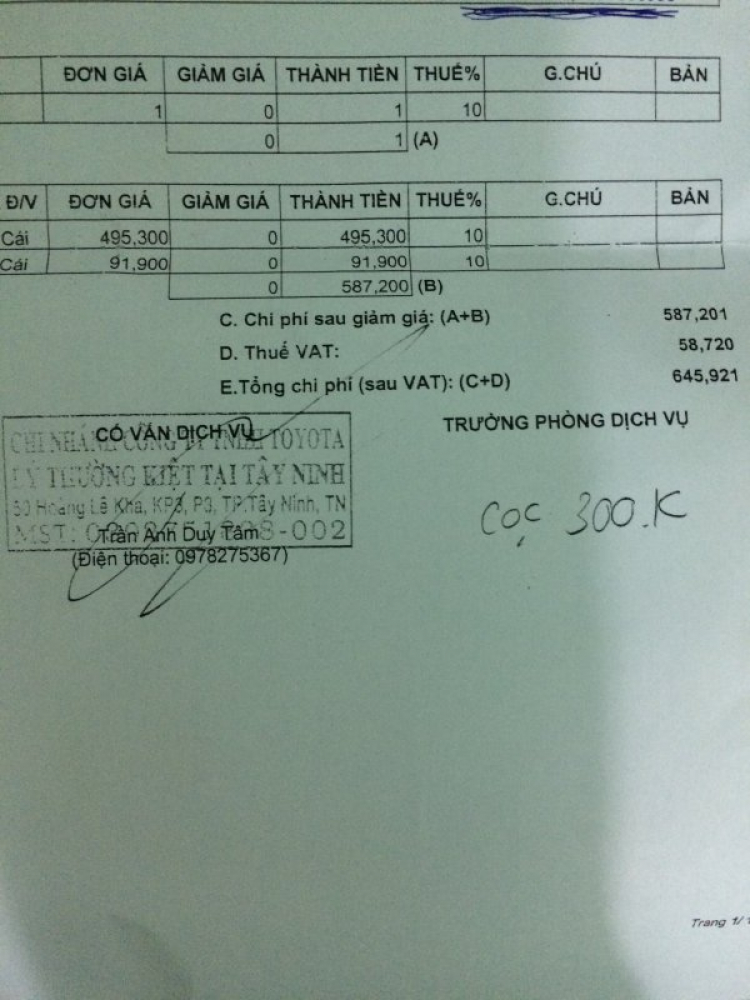 ĐƠN GIÁ GIẢM GIÁ THÀNH TIỀN THUẾ% G.CHÚ BẢN
1 0 1 10
0 1 (A)
Đ/V ĐƠN GIÁ GIẢM GIÁ THÀNH TIỀN THUẾ% G.CHÚ BẢN
Cái 495,300 0 495,300 10
Cái 91,900 0 91,900 10
0 587,200 (B)
C. Chi phí sau giảm giá: (A+B) 587,201
D. Thuế VAT: 58,720
E.Tổng chi phí (sau VAT): (C+D) 645,921
CỐ VẤN DỊCH VỤ TRƯỞNG PHÒNG DỊCH VỤ
CHI NHÁNH CÔNG TY TNHH TOYOTA
LÝ THƯỜNG KIỆT TẠI TÂY NINH
Hoàng Lê Kha, KP3, P3, TP.Tây Ninh, TN
MST: -002
Trần Anh Duy Tâm
(Điện thoại: 0978275367)
Cọc 300.K
Trang 1/